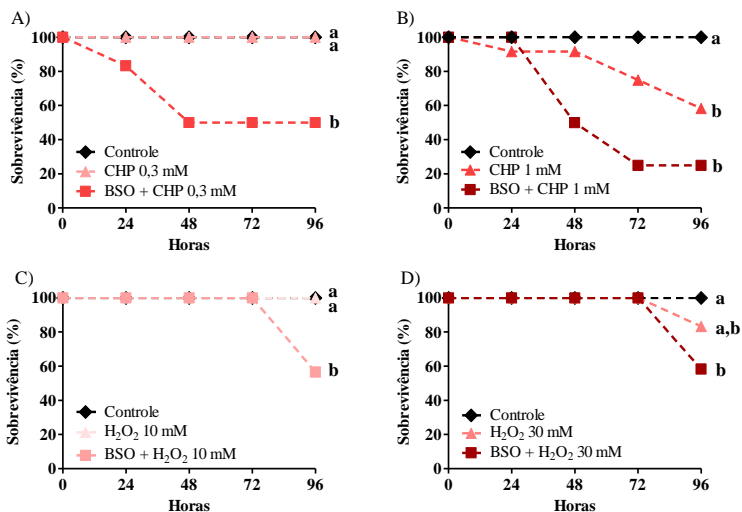 A)
Sobrevivência (%)
100
80
60
40
20
0
a
a
b
Controle
CHP 0,3 mM
BSO + CHP 0,3 mM
0 24 48 72 96
Horas
B)
Sobrevivência (%)
100
80
60
40
20
0
a
b
b
Controle
CHP 1 mM
BSO + CHP 1 mM
0 24 48 72 96
Horas
C)
Sobrevivência (%)
100
80
60
40
20
0
a
a
b
Controle
H₂O₂ 10 mM
BSO + H₂O₂ 10 mM
0 24 48 72 96
Horas
D)
Sobrevivência (%)
100
80
60
40
20
0
a
a,b
b
Controle
H₂O₂ 30 mM
BSO + H₂O₂ 30 mM
0 24 48 72 96
Horas